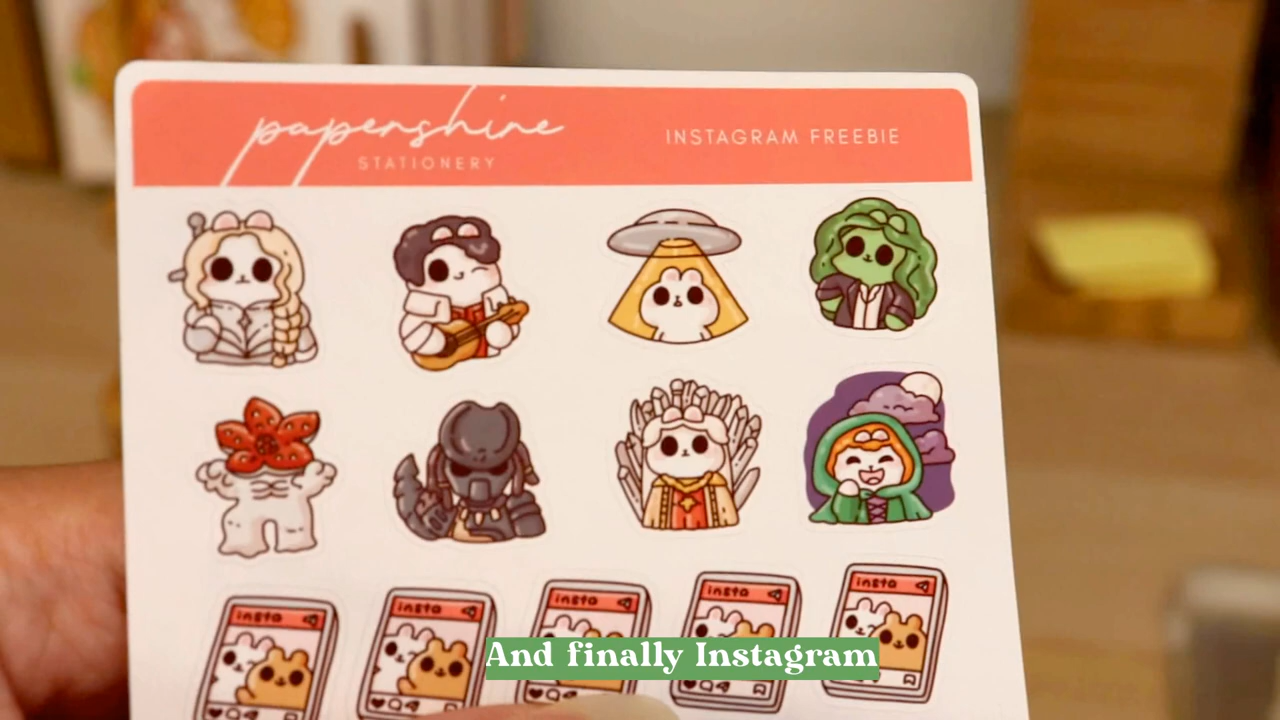 papershine
STATIONERY
INSTAGRAM FREEBIE
insta
insta
insta
insta
insta
And finally Instagram